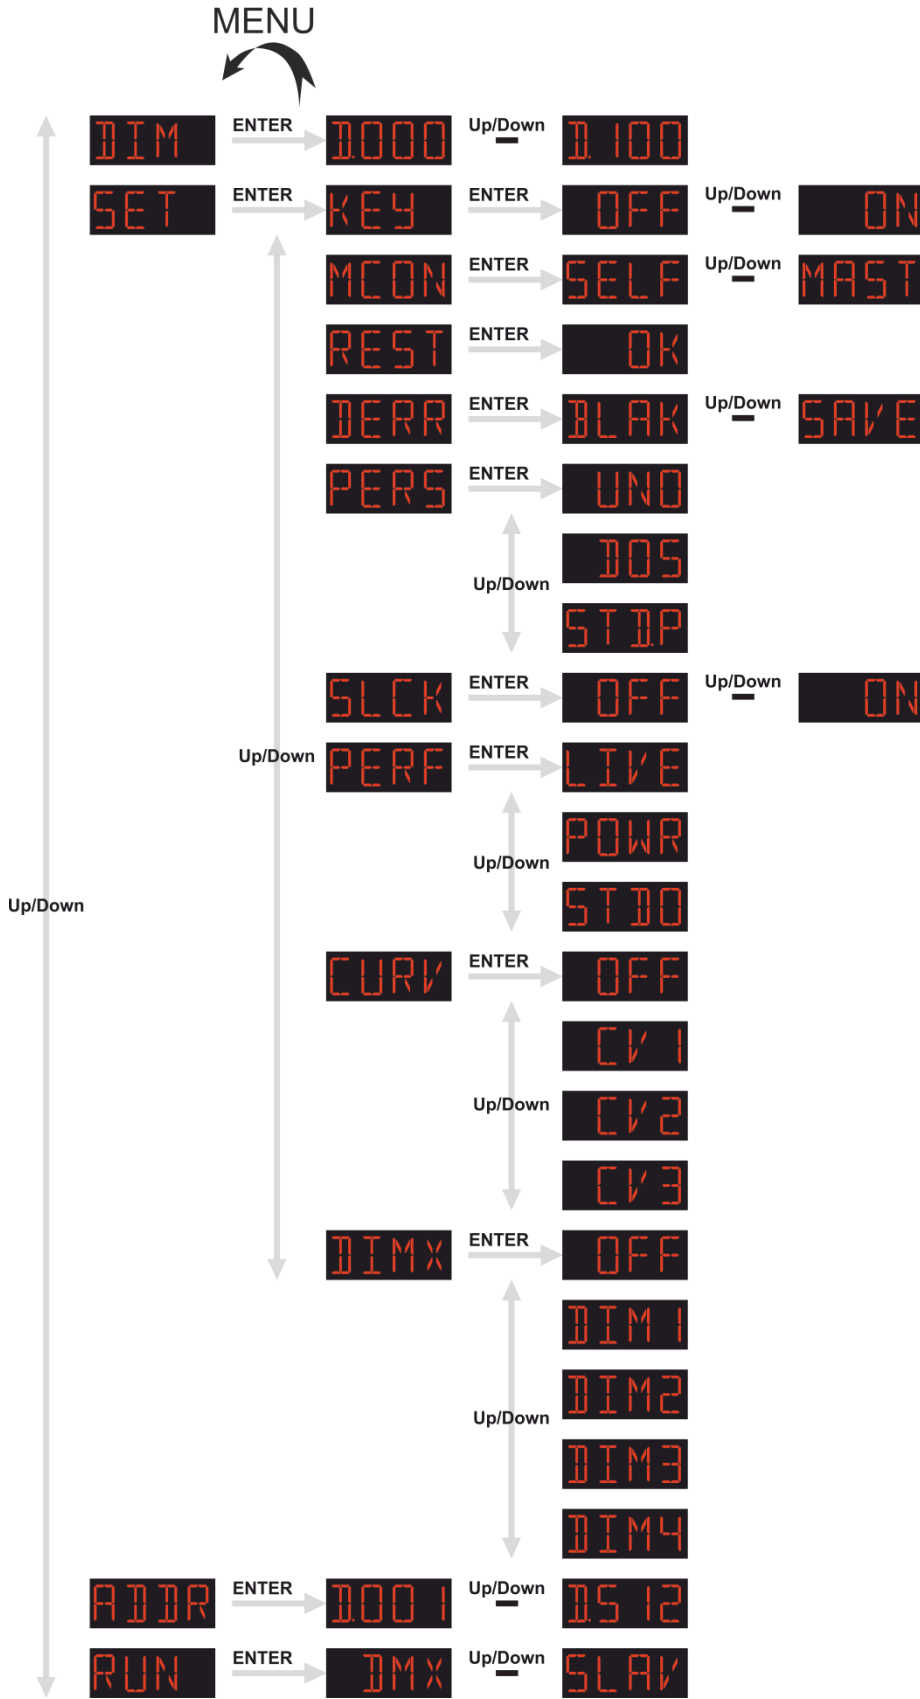 MENU
DIM ENTER D.000 Up/Down D.100
SET ENTER KEY ENTER OFF Up/Down ON
MCON ENTER SELF Up/Down MAST
REST ENTER OK
DERR ENTER BLAK Up/Down SAVE
PERS ENTER UNO
DOS
Up/Down
STD.P
SLCK ENTER OFF Up/Down ON
Up/Down PERF ENTER LIVE
POWR
Up/Down
STDO
Up/Down
CURV ENTER OFF
CV1
Up/Down CV2
CV3
DIMX ENTER OFF
DIM1
DIM2
Up/Down
DIM3
DIM4
ADDR ENTER D.001 Up/Down D.512
RUN ENTER DMX Up/Down SLAV